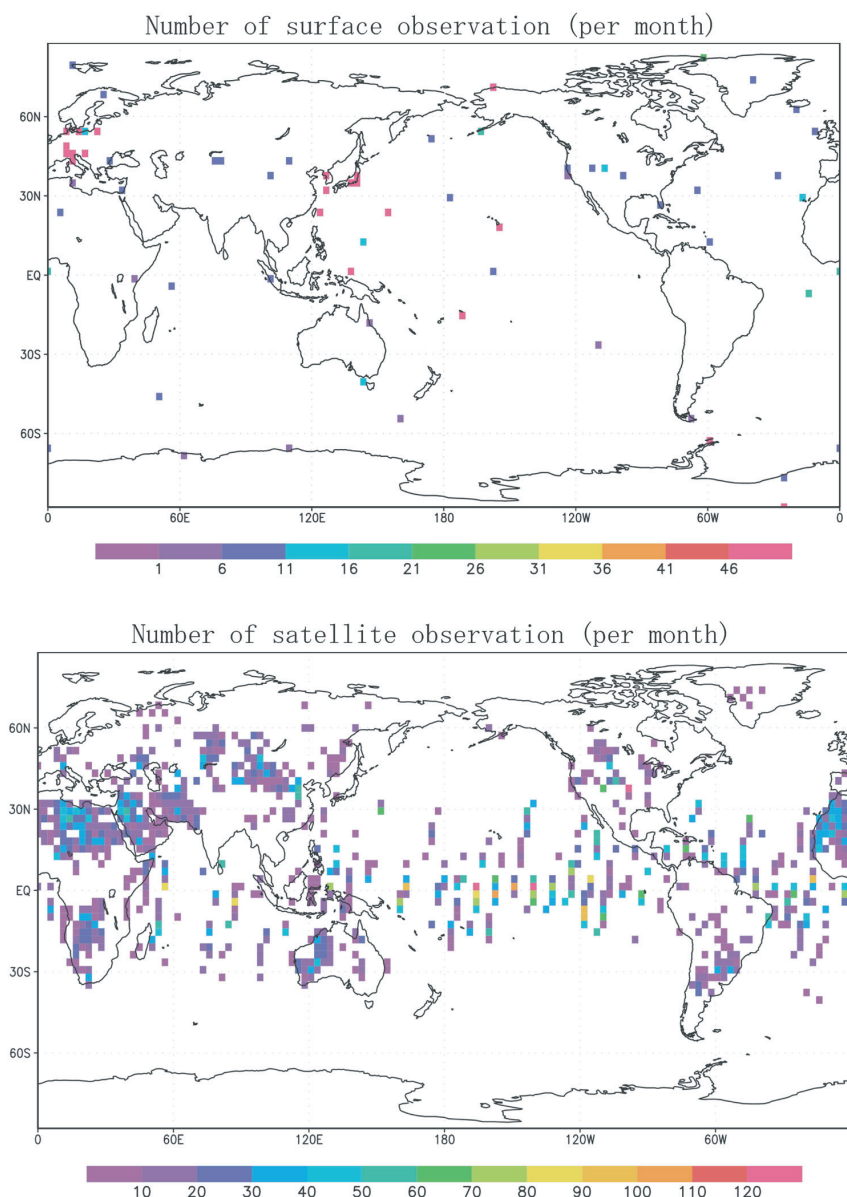 Number of surface observation (per month)
60N
30N
EQ
30S
60S
0 60E 120E 180 120W 60W 0
1 6 11 16 21 26 31 36 41 46
Number of satellite observation (per month)
60N
30N
EQ
30S
60S
0 60E 120E 180 120W 60W
10 20 30 40 50 60 70 80 90 100 110 120